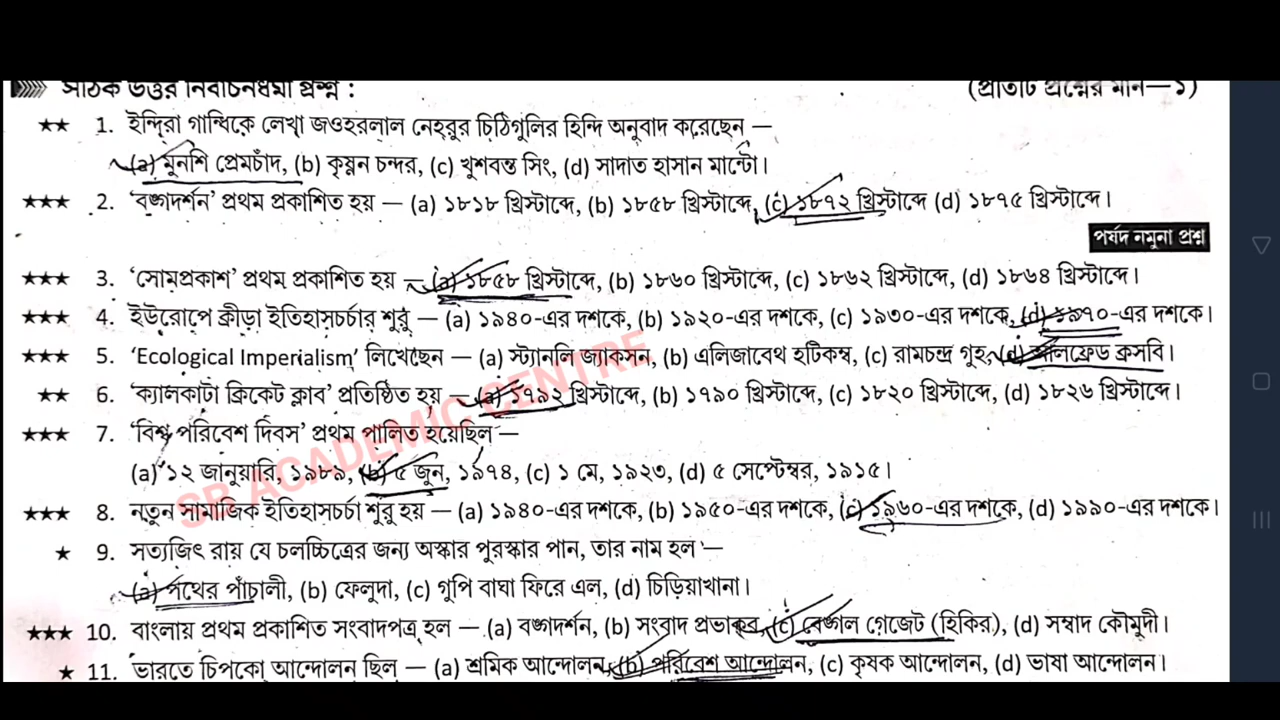 সঠিক উত্তর নির্বাচনধর্মী প্রশ্ন : (প্রতিটি প্রশ্নের মান—১)
★★ 1. ইন্দিরা গান্ধিকে লেখা জওহরলাল নেহরুর চিঠিগুলির হিন্দি অনুবাদ করেছেন —
(a) মুনশি প্রেমচাঁদ, (b) কৃষ্ণন চন্দর, (c) খুশবন্ত সিং, (d) সাদাত হাসান মান্টো।
★★★ 2. ‘বঙ্গদর্শন’ প্রথম প্রকাশিত হয় — (a) ১৮১৮ খ্রিস্টাব্দে, (b) ১৮৫৮ খ্রিস্টাব্দে, (c) ১৮৭২ খ্রিস্টাব্দে (d) ১৮৭৫ খ্রিস্টাব্দে।
পর্ষদ নমুনা প্রশ্ন
★★★ 3. ‘সোমপ্রকাশ’ প্রথম প্রকাশিত হয় — (a) ১৮৫৮ খ্রিস্টাব্দে, (b) ১৮৬০ খ্রিস্টাব্দে, (c) ১৮৬২ খ্রিস্টাব্দে, (d) ১৮৬৪ খ্রিস্টাব্দে।
★★★ 4. ইউরোপে ক্রীড়া ইতিহাসচর্চার শুরু — (a) ১৯৪০-এর দশকে, (b) ১৯২০-এর দশকে, (c) ১৯৩০-এর দশকে, (d) ১৯৭০-এর দশকে।
★★★ 5. ‘Ecological Imperialism’ লিখেছেন — (a) স্ট্যানলি জ্যাকসন, (b) এলিজাবেথ হটিকম্ব, (c) রামচন্দ্র গুহ, (d) আলফ্রেড ক্রসবি।
★★ 6. ‘ক্যালকাটা ক্রিকেট ক্লাব’ প্রতিষ্ঠিত হয় — (a) ১৭৯২ খ্রিস্টাব্দে, (b) ১৭৯০ খ্রিস্টাব্দে, (c) ১৮২০ খ্রিস্টাব্দে, (d) ১৮২৬ খ্রিস্টাব্দে।
★★★ 7. ‘বিশ্ব পরিবেশ দিবস’ প্রথম পালিত হয়েছিল —
(a) ১২ জানুয়ারি, ১৯৮৯, (b) ৫ জুন, ১৯৭৪, (c) ১ মে, ১৯২৩, (d) ৫ সেপ্টেম্বর, ১৯১৫।
★★★ 8. নতুন সামাজিক ইতিহাসচর্চা শুরু হয় — (a) ১৯৪০-এর দশকে, (b) ১৯৫০-এর দশকে, (c) ১৯৬০-এর দশকে, (d) ১৯৯০-এর দশকে।
★ 9. সত্যজিৎ রায় যে চলচ্চিত্রের জন্য অস্কার পুরস্কার পান, তার নাম হল —
(a) পথের পাঁচালী, (b) ফেলুদা, (c) গুপি বাঘা ফিরে এল, (d) চিড়িয়াখানা।
★★★ 10. বাংলায় প্রথম প্রকাশিত সংবাদপত্র হল — (a) বঙ্গদর্শন, (b) সংবাদ প্রভাকর, (c) বেঙ্গল গেজেট (হিকির), (d) সম্বাদ কৌমুদী।
★ 11. ভারতে চিপকো আন্দোলন ছিল — (a) শ্রমিক আন্দোলন, (b) পরিবেশ আন্দোলন, (c) কৃষক আন্দোলন, (d) ভাষা আন্দোলন।
SR ACADEMIC CENTRE